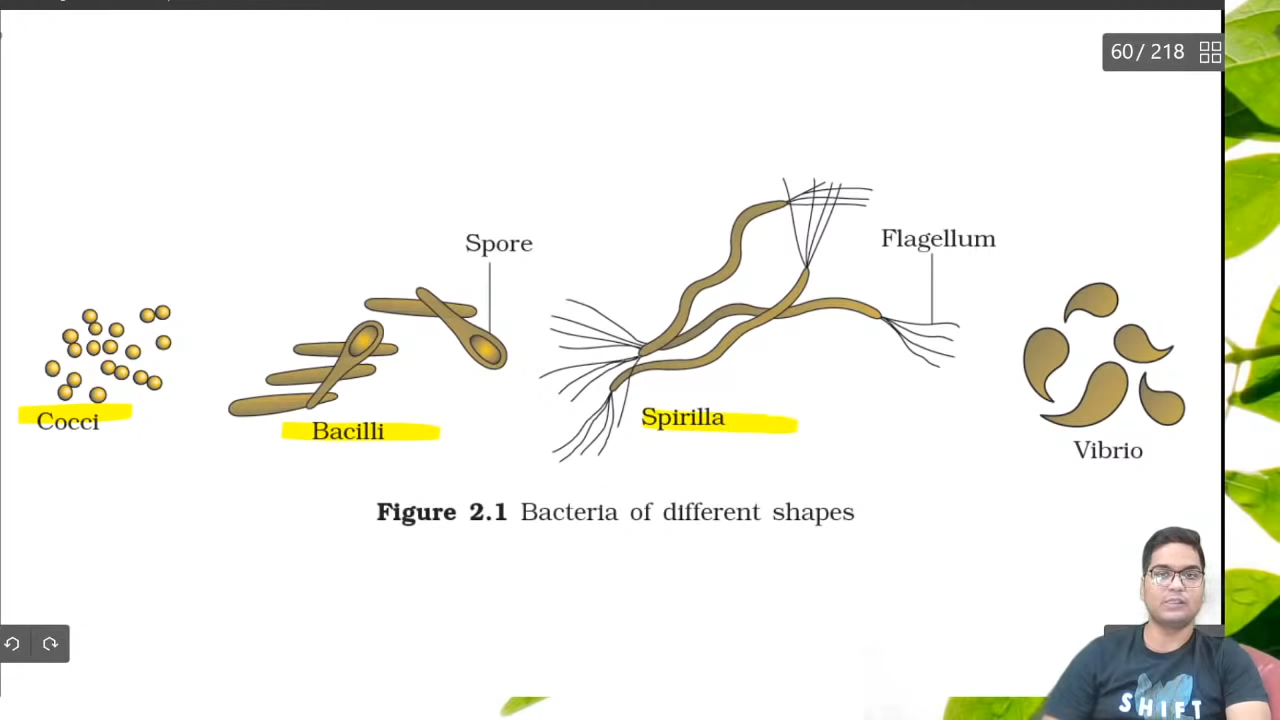 60 / 218
Spore
Flagellum
Cocci
Bacilli
Spirilla
Vibrio
Figure 2.1 Bacteria of different shapes
SHIFT